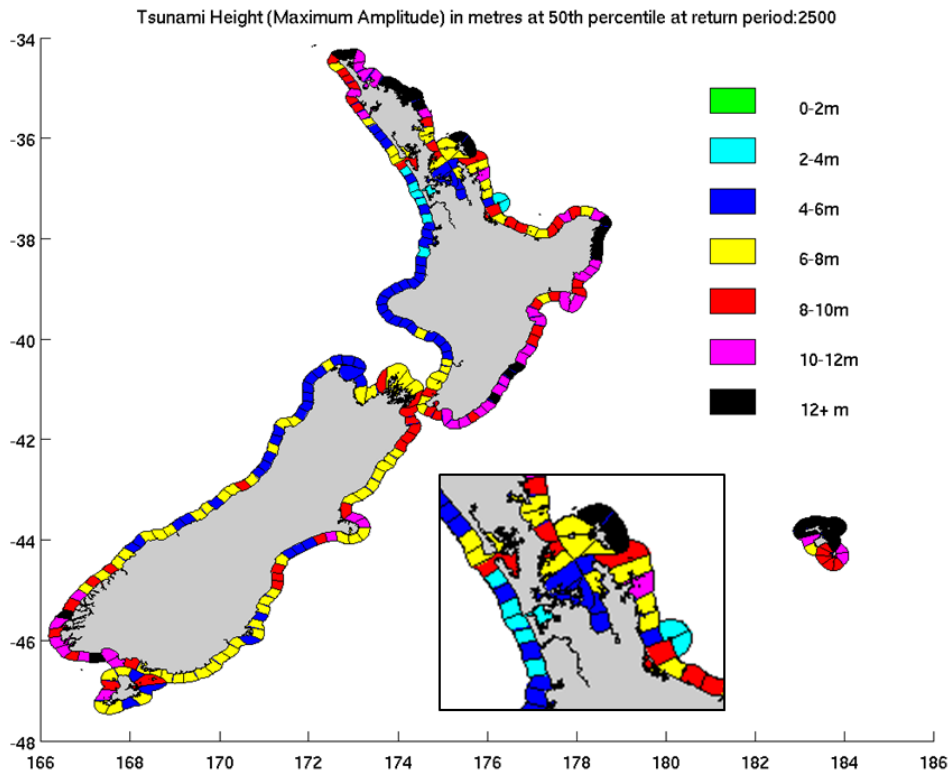 Tsunami Height (Maximum Amplitude) in metres at 50th percentile at return period:2500
-34
-36
-38
-40
-42
-44
-46
-48
0-2m
2-4m
4-6m
6-8m
8-10m
10-12m
12+ m
166 168 170 172 174 176 178 180 182 184 186